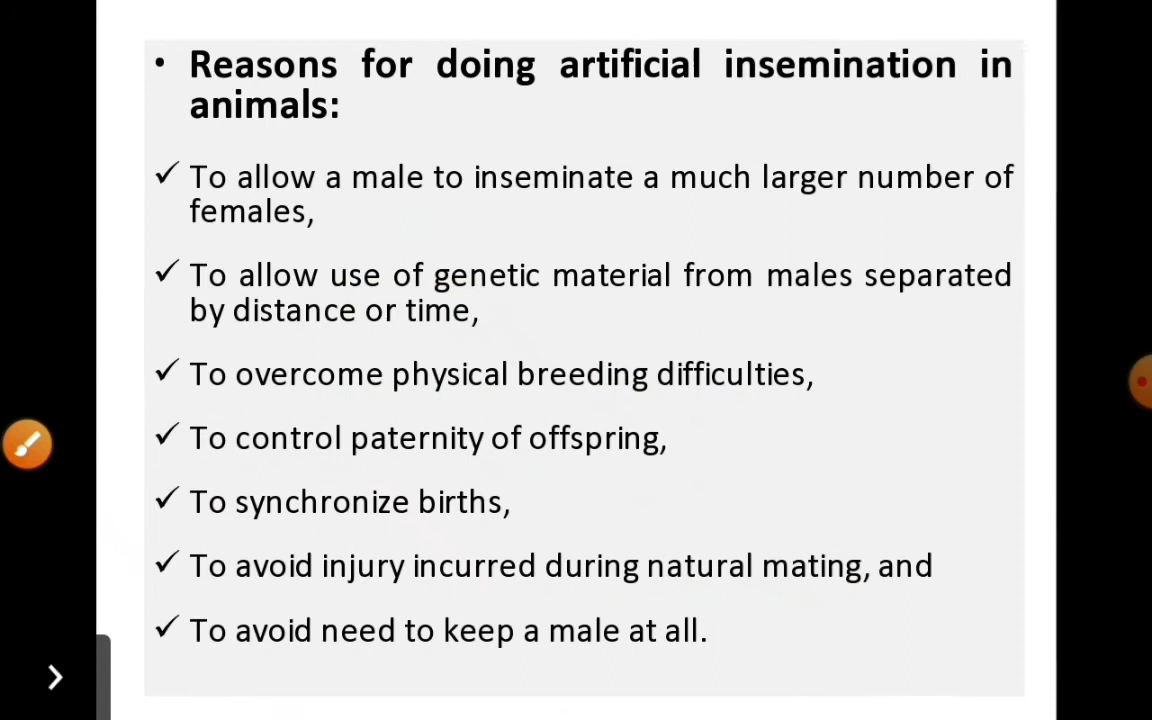 • Reasons for doing artificial insemination in
animals:
✓ To allow a male to inseminate a much larger number of
females,
✓ To allow use of genetic material from males separated
by distance or time,
✓ To overcome physical breeding difficulties,
✓ To control paternity of offspring,
✓ To synchronize births,
✓ To avoid injury incurred during natural mating, and
✓ To avoid need to keep a male at all.